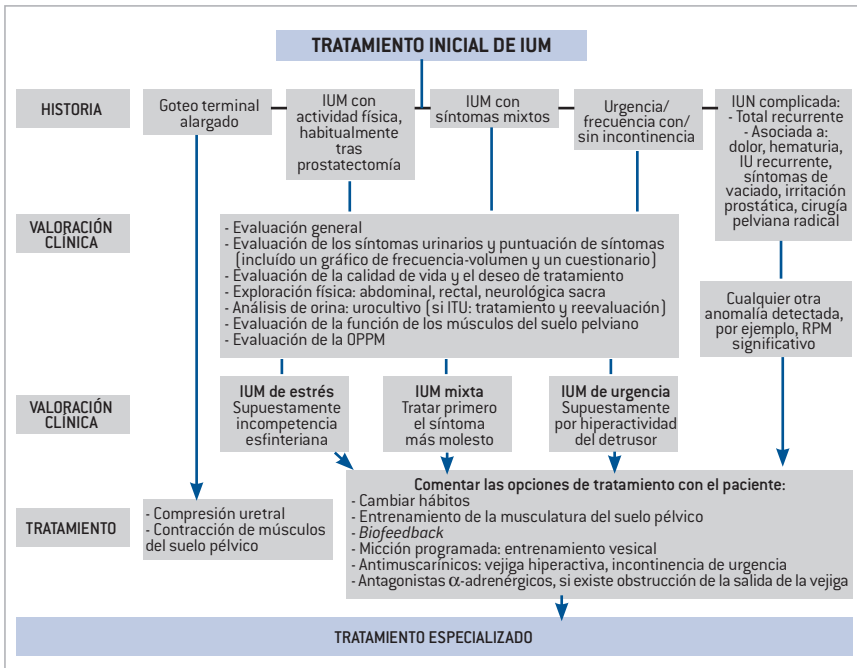 TRATAMIENTO INICIAL DE IUM
HISTORIA
Goteo terminal
alargado
IUM con
actividad física,
habitualmente
tras
prostatectomía
IUM con
síntomas mixtos
Urgencia/
frecuencia con/
sin incontinencia
IUN complicada:
- Total recurrente
- Asociada a:
dolor, hematuria,
IU recurrente,
síntomas de
vaciado, irritación
prostática, cirugía
pelviana radical
VALORACIÓN
CLÍNICA
- Evaluación general
- Evaluación de los síntomas urinarios y puntuación de síntomas
(incluído un gráfico de frecuencia-volumen y un cuestionario)
- Evaluación de la calidad de vida y el deseo de tratamiento
- Exploración física: abdominal, rectal, neurológica sacra
- Análisis de orina: urocultivo (si ITU: tratamiento y reevaluación)
- Evaluación de la función de los músculos del suelo pelviano
- Evaluación de la OPPM
Cualquier otra
anomalía detectada,
por ejemplo, RPM
significativo
VALORACIÓN
CLÍNICA
IUM de estrés
Supuestamente
incompetencia
esfinteriana
IUM mixta
Tratar primero
el síntoma
más molesto
IUM de urgencia
Supuestamente
por hiperactividad
del detrusor
TRATAMIENTO
- Compresión uretral
- Contracción de músculos
del suelo pélvico
Comentar las opciones de tratamiento con el paciente:
- Cambiar hábitos
- Entrenamiento de la musculatura del suelo pélvico
- Biofeedback
- Micción programada: entrenamiento vesical
- Antimuscarínicos: vejiga hiperactiva, incontinencia de urgencia
- Antagonistas α-adrenérgicos, si existe obstrucción de la salida de la vejiga
TRATAMIENTO ESPECIALIZADO